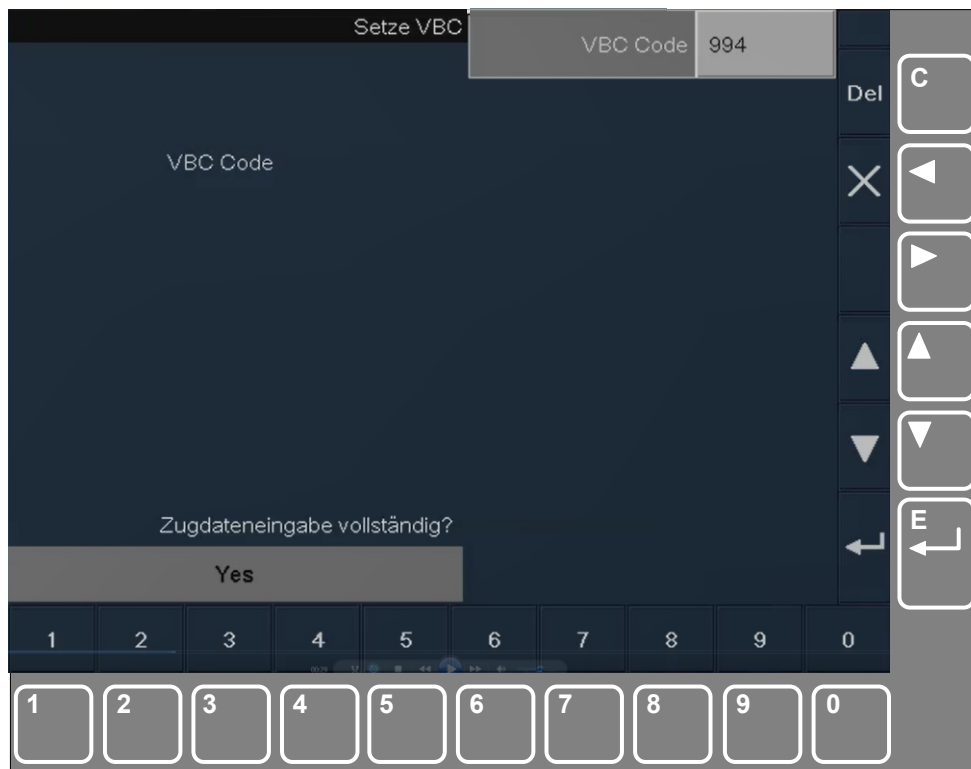 Setze VBC
VBC Code 994
Del
C
VBC Code
Zugdateneingabe vollständig?
E
Yes
1 2 3 4 5 6 7 8 9 0
1 2 3 4 5 6 7 8 9 0